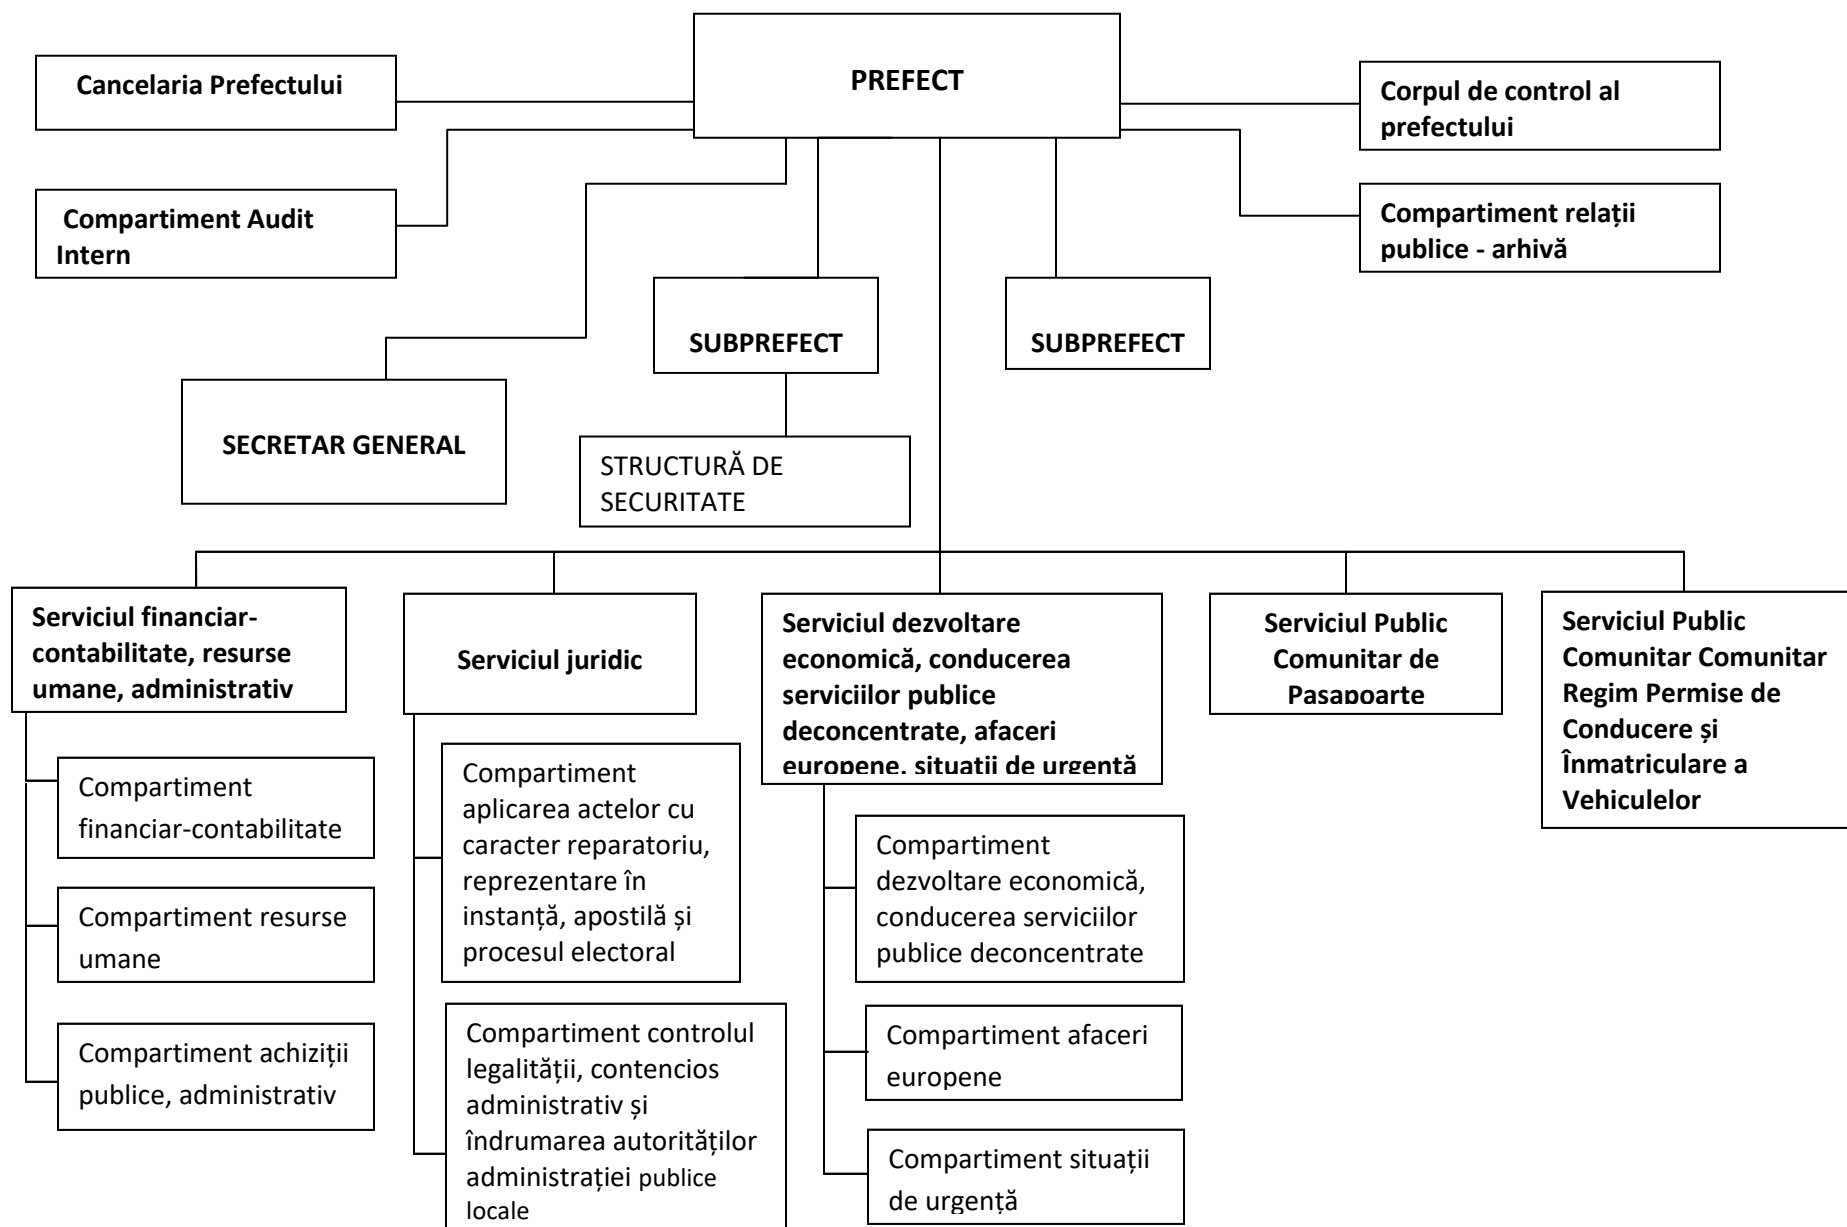 PREFECT
Cancelaria Prefectului
Corpul de control al
prefectului
Compartiment Audit
Intern
Compartiment relații
publice - arhivă
SUBPREFECT
SUBPREFECT
SECRETAR GENERAL
STRUCTURĂ DE
SECURITATE
Serviciul financiar-
contabilitate, resurse
umane, administrativ
Compartiment
financiar-contabilitate
Compartiment resurse
umane
Compartiment achiziții
publice, administrativ
Serviciul juridic
Compartiment
aplicarea actelor cu
caracter reparatoriu,
reprezentare în
instanță, apostilă și
procesul electoral
Compartiment controlul
legalității, contencios
administrativ și
îndrumarea autorităților
administrației publice
locale
Serviciul dezvoltare
economică, conducerea
serviciilor publice
deconcentrate, afaceri
europene, situații de urgență
Compartiment
dezvoltare economică,
conducerea serviciilor
publice deconcentrate
Compartiment afaceri
europene
Compartiment situații
de urgență
Serviciul Public
Comunitar de
Pașapoarte
Serviciul Public
Comunitar Comunitar
Regim Permise de
Conducere și
Înmatriculare a
Vehiculelor